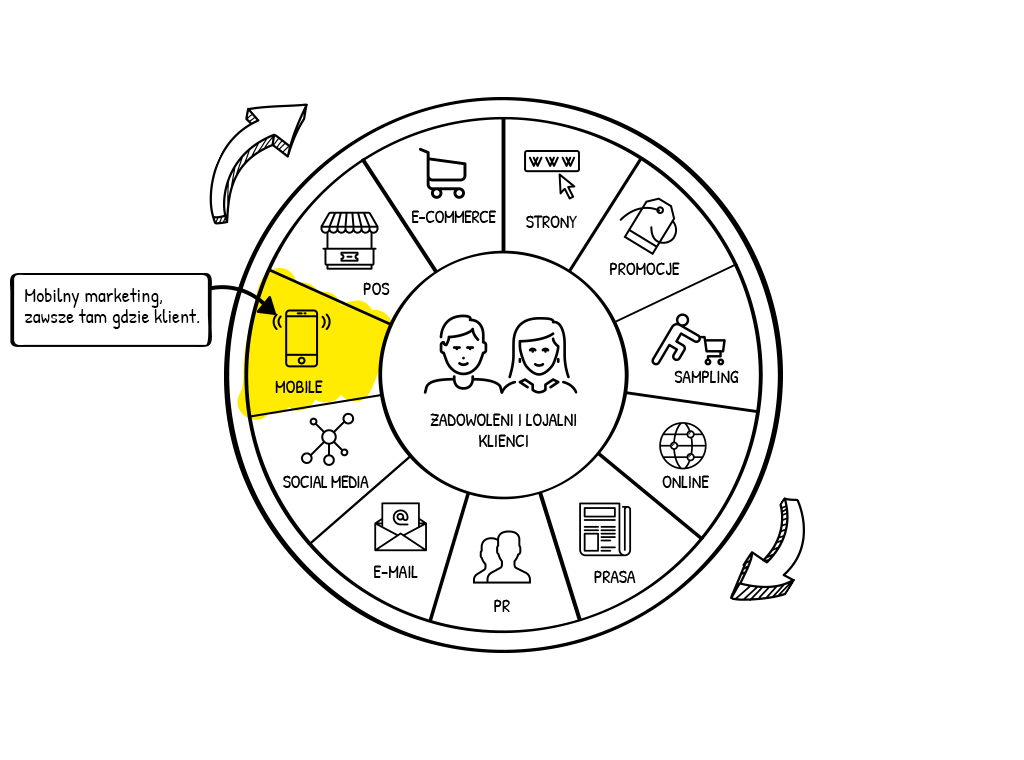 WWW
E-COMMERCE
STRONY
PROMOCJE
POS
Mobilny marketing,
zawsze tam gdzie klient.
MOBILE
SAMPLING
ZADOWOLENI I LOJALNI
KLIENCI
SOCIAL MEDIA
ONLINE
@
E-MAIL
PRASA
PR